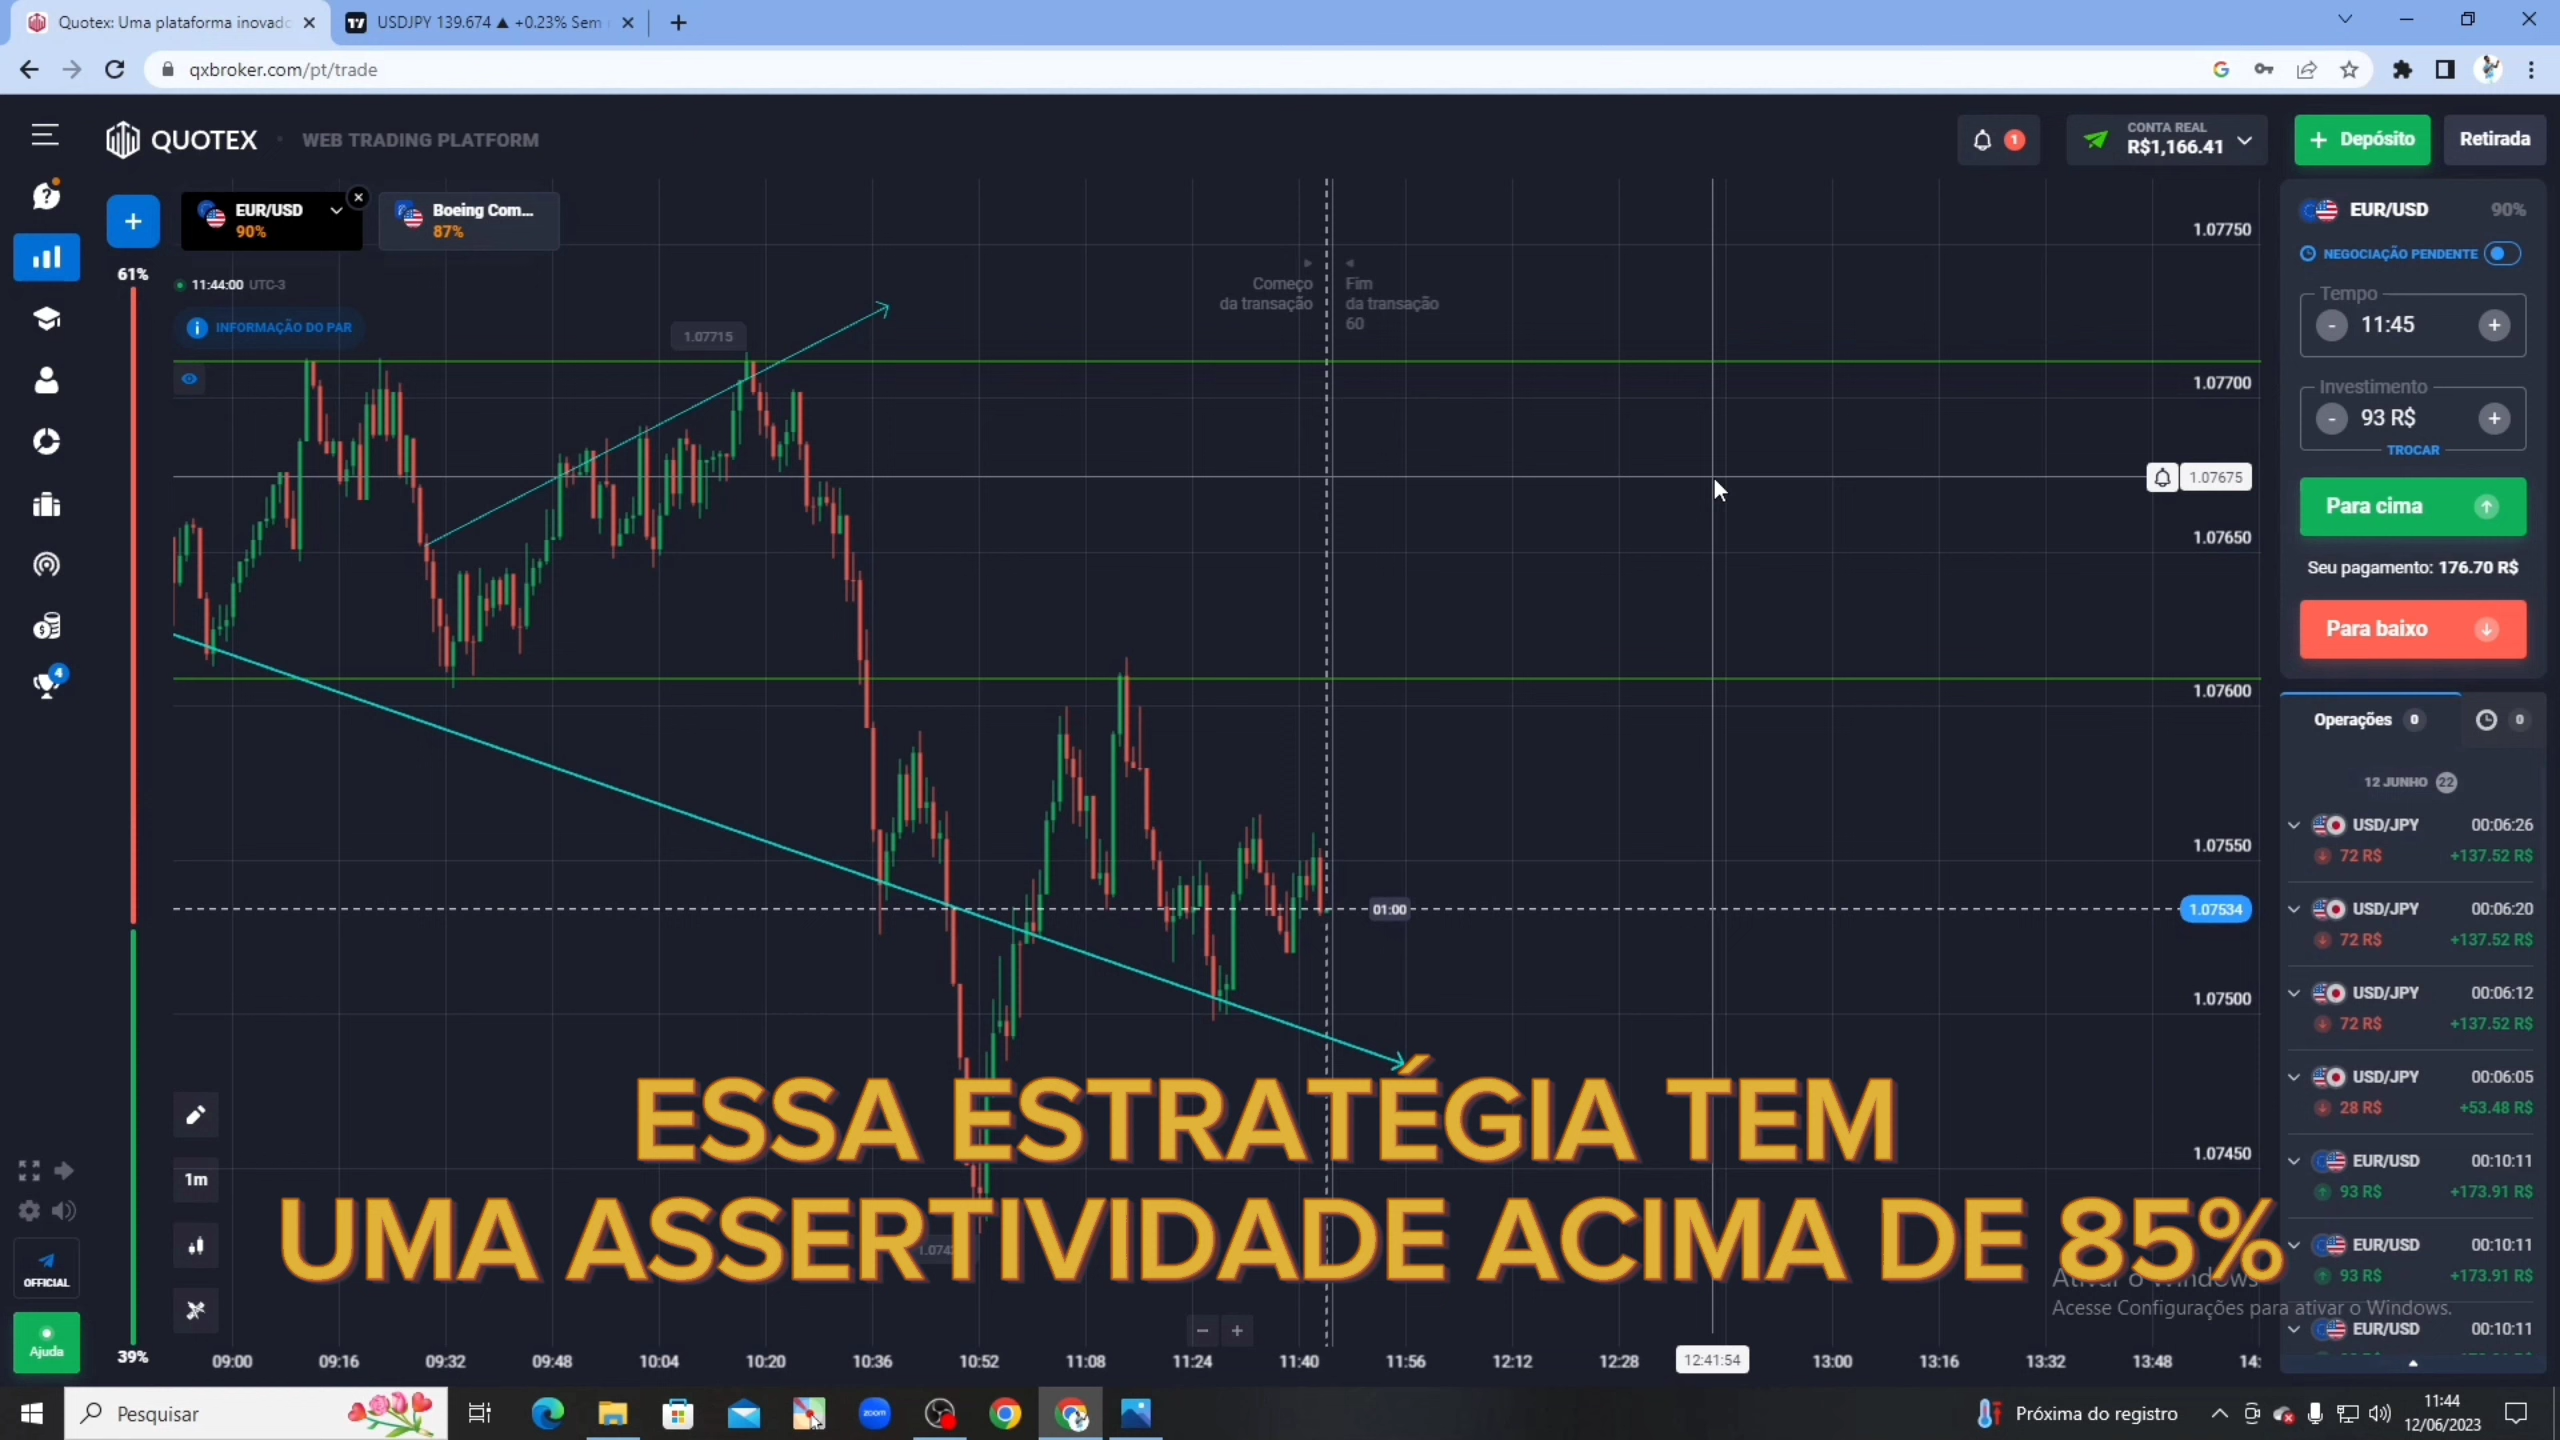 Quotex: Uma plataforma inovad
USDJPY 139.674 ▲ +0.23% Sem
qxbroker.com/pt/trade
QUOTEX
WEB TRADING PLATFORM
1
CONTA REAL
R$1,166.41
+ Depósito
Retirada
EUR/USD
90%
Boeing Com...
87%
61%
11:44:00 UTC-3
INFORMAÇÃO DO PAR
1.07715
Começo
da transação
Fim
da transação
60
1.07750
1.07700
1.07675
1.07650
1.07600
1.07550
01:00
1.07534
1.07500
1.07450
EUR/USD 90%
NEGOCIAÇÃO PENDENTE
Tempo
- 11:45 +
Investimento
- 93 R$ +
TROCAR
Para cima
Seu pagamento: 176.70 R$
Para baixo
Operações 0
0
12 JUNHO 22
USD/JPY 00:06:26
72 R$ +137.52 R$
USD/JPY 00:06:20
72 R$ +137.52 R$
USD/JPY 00:06:12
72 R$ +137.52 R$
USD/JPY 00:06:05
28 R$ +53.48 R$
EUR/USD 00:10:11
93 R$ +173.91 R$
EUR/USD 00:10:11
93 R$ +173.91 R$
EUR/USD 00:10:11
4
1m
OFFICIAL
Ajuda
39%
ESSA ESTRATÉGIA TEM
UMA ASSERTIVIDADE ACIMA DE 85%
Ativar o Windows
Acesse Configurações para ativar o Windows.
09:00 09:16 09:32 09:48 10:04 10:20 10:36 10:52 11:08 11:24 11:40 11:56 12:12 12:28 12:41:54 13:00 13:16 13:32 13:48 14:
Pesquisar
zoom
Próxima do registro
11:44
12/06/2023